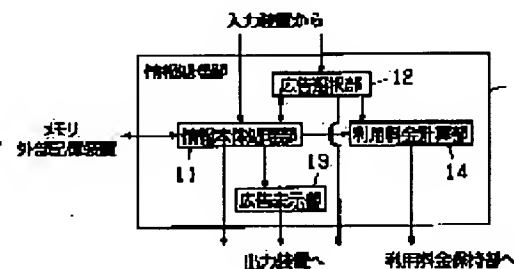 入力装置から
情報処理部
広告解釈部
12
メモリ
外部記憶装置
情報本体処理部
利用料金計算部
11
13
14
広告表示部
出力装置へ
利用料金保持部へ